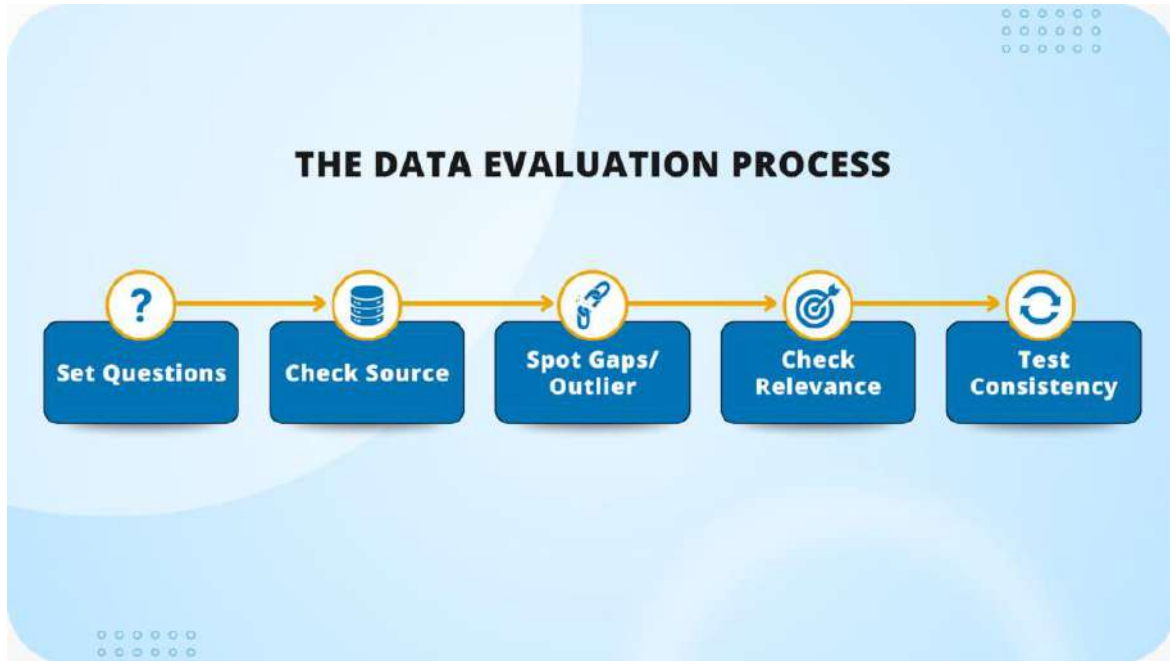 THE DATA EVALUATION PROCESS
?
Set Questions
Check Source
Spot Gaps/
Outlier
Check
Relevance
Test
Consistency